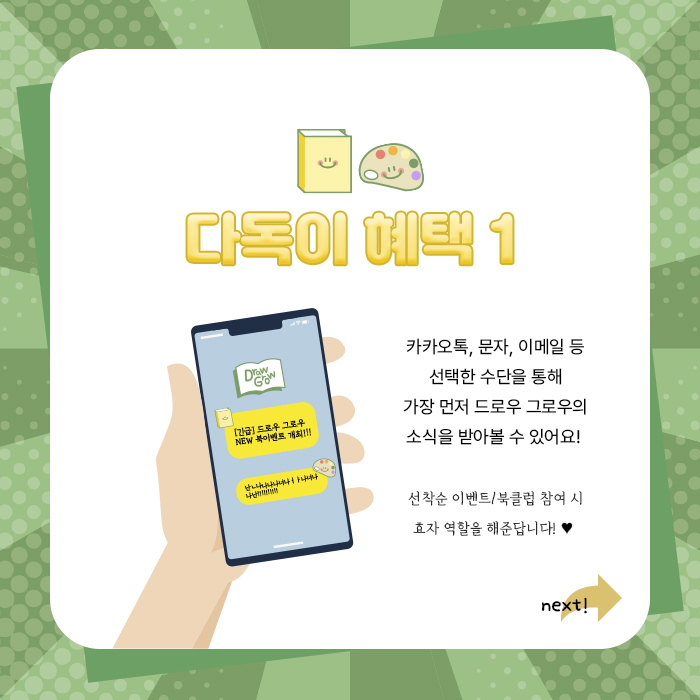 다독이 혜택 1
Draw
Grow
[긴급] 드로우 그로우
NEW 북이벤트 개최!!!
카카오톡, 문자, 이메일 등
선택한 수단을 통해
가장 먼저 드로우 그로우의
소식을 받아볼 수 있어요!
선착순 이벤트/북클럽 참여 시
효자 역할을 해준답니다! ♥
next!